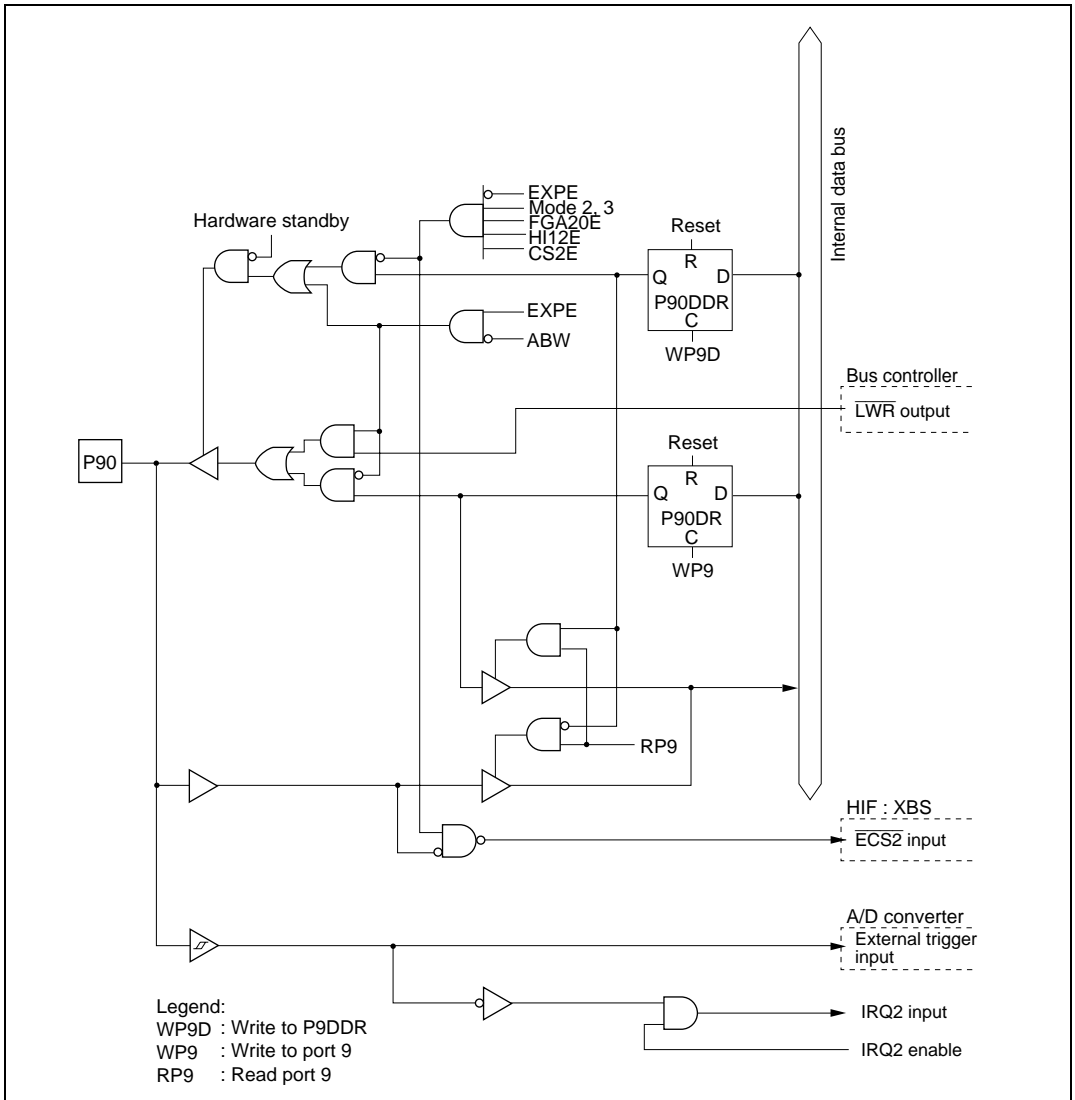 EXPE
Mode 2, 3
FGA20E
HI12E
CS2E
Hardware standby
Reset
R
Q D
P90DDR
C
WP9D
EXPE
ABW
Internal data bus
Bus controller
LWR output
P90
Reset
R
Q D
P90DR
C
WP9
RP9
HIF : XBS
ECS2 input
A/D converter
External trigger
input
IRQ2 input
IRQ2 enable
Legend:
WP9D : Write to P9DDR
WP9 : Write to port 9
RP9 : Read port 9